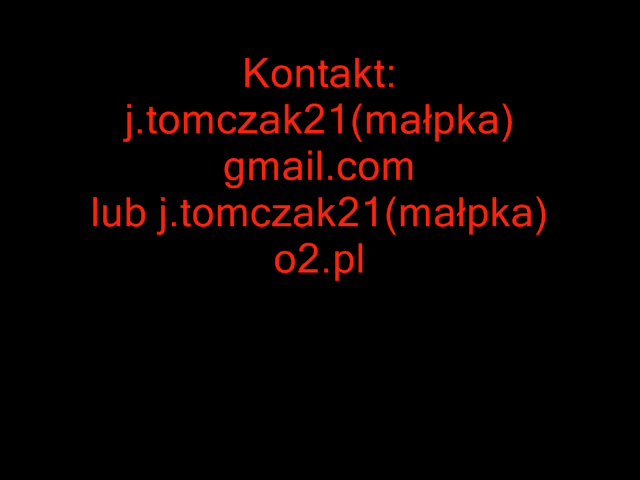 Kontakt:
j.tomczak21(małpka)
gmail.com
lub j.tomczak21(małpka)
o2.pl